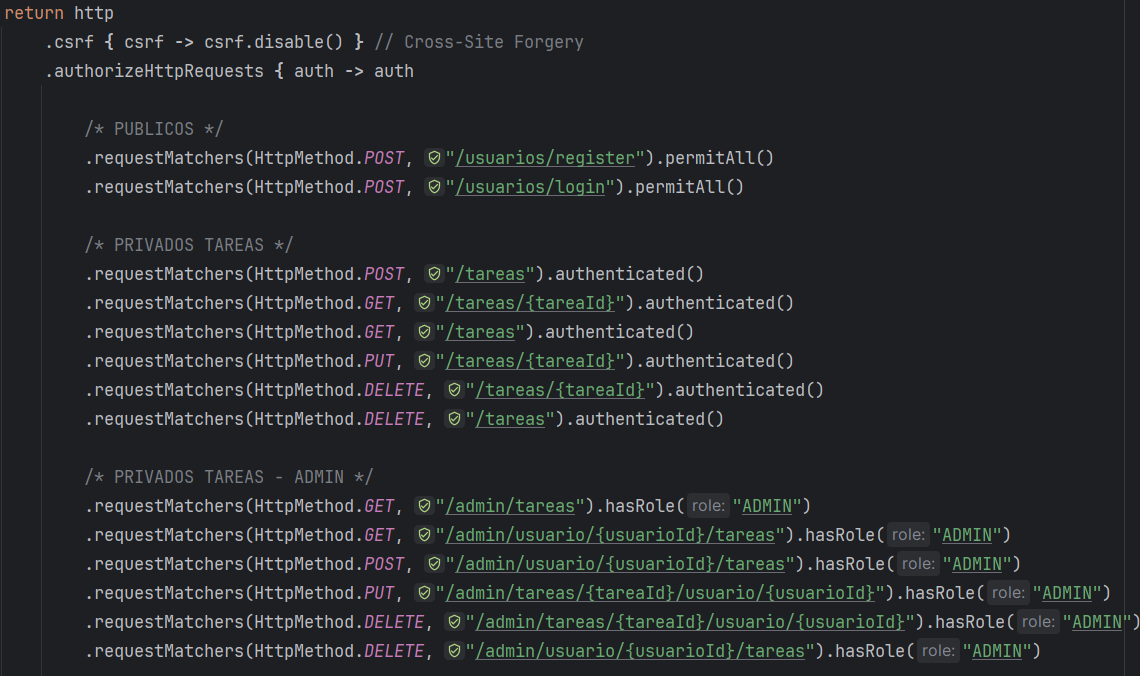 return http
.csrf { csrf -> csrf.disable() } // Cross-Site Forgery
.authorizeHttpRequests { auth -> auth
/* PUBLICOS */
.requestMatchers(HttpMethod.POST, "/usuarios/register").permitAll()
.requestMatchers(HttpMethod.POST, "/usuarios/login").permitAll()
/* PRIVADOS TAREAS */
.requestMatchers(HttpMethod.POST, "/tareas").authenticated()
.requestMatchers(HttpMethod.GET, "/tareas/{tareaId}").authenticated()
.requestMatchers(HttpMethod.GET, "/tareas").authenticated()
.requestMatchers(HttpMethod.PUT, "/tareas/{tareaId}").authenticated()
.requestMatchers(HttpMethod.DELETE, "/tareas/{tareaId}").authenticated()
.requestMatchers(HttpMethod.DELETE, "/tareas").authenticated()
/* PRIVADOS TAREAS - ADMIN */
.requestMatchers(HttpMethod.GET, "/admin/tareas").hasRole( role: "ADMIN")
.requestMatchers(HttpMethod.GET, "/admin/usuario/{usuarioId}/tareas").hasRole( role: "ADMIN")
.requestMatchers(HttpMethod.POST, "/admin/usuario/{usuarioId}/tareas").hasRole( role: "ADMIN")
.requestMatchers(HttpMethod.PUT, "/admin/tareas/{tareaId}/usuario/{usuarioId}").hasRole( role: "ADMIN")
.requestMatchers(HttpMethod.DELETE, "/admin/tareas/{tareaId}/usuario/{usuarioId}").hasRole( role: "ADMIN")
.requestMatchers(HttpMethod.DELETE, "/admin/usuario/{usuarioId}/tareas").hasRole( role: "ADMIN")